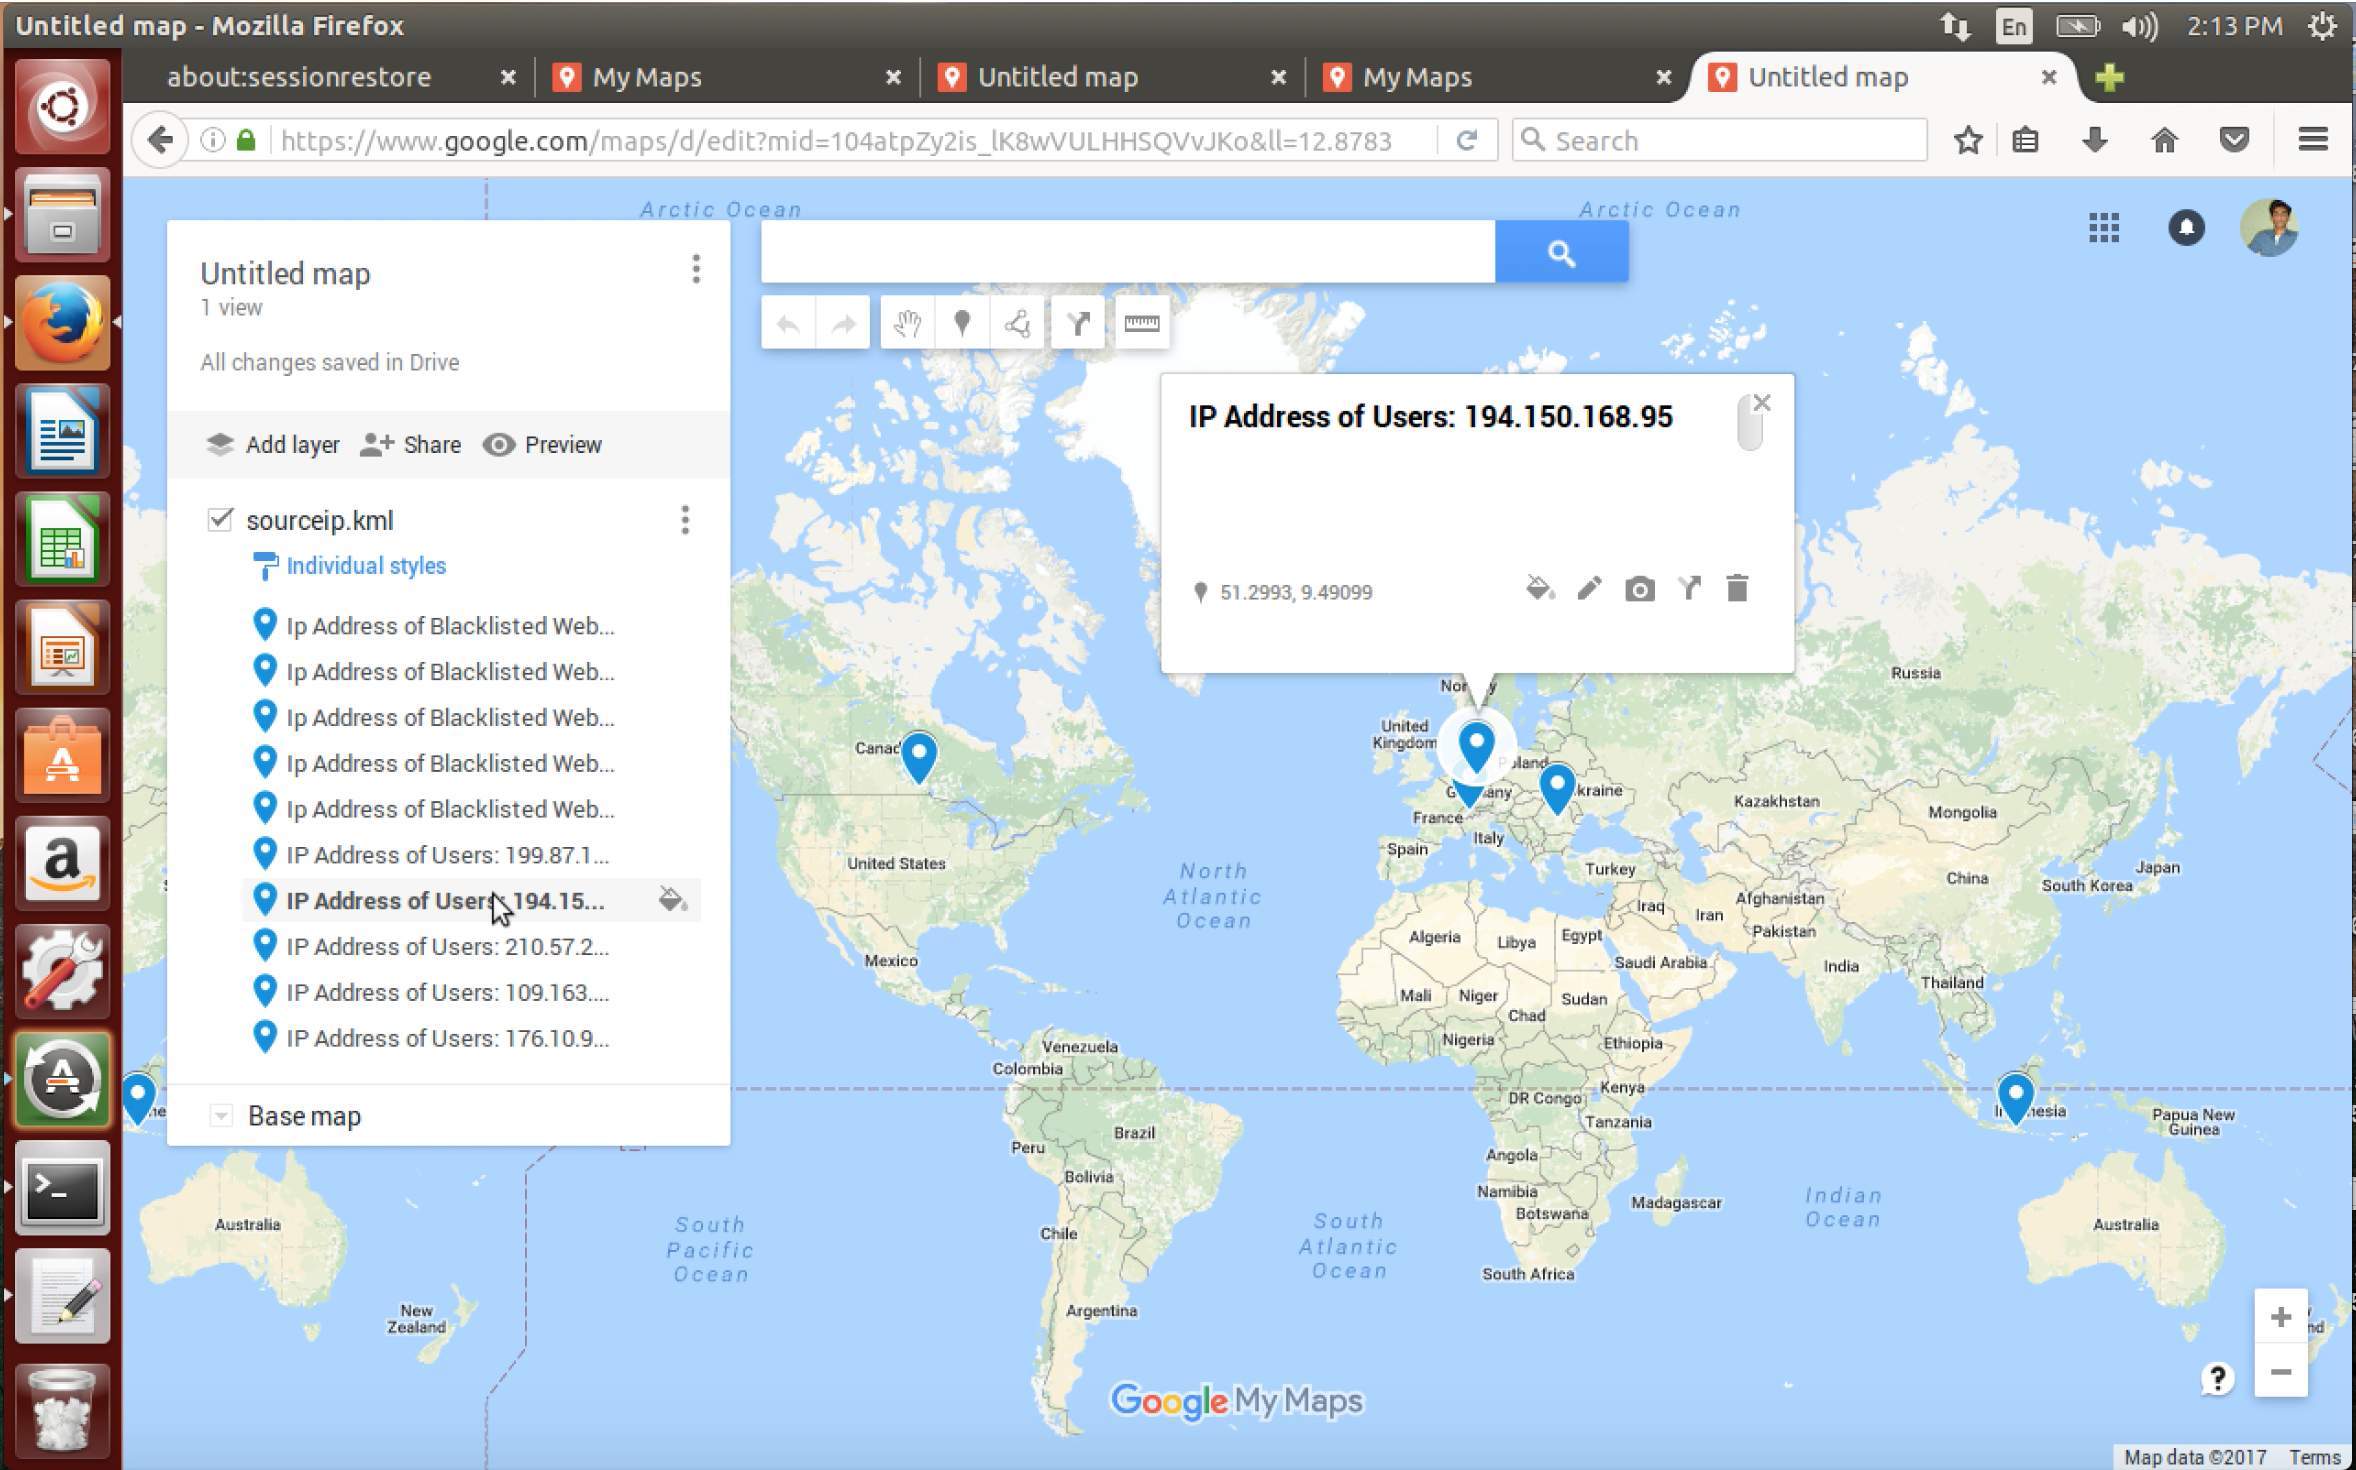 Untitled map - Mozilla Firefox
En
2:13 PM
about:sessionrestore
My Maps
Untitled map
My Maps
Untitled map
https://www.google.com/maps/d/edit?mid=104atpZy2is_lK8wVULHHSQVvJKo&ll=12.8783
Search
Arctic Ocean
Arctic Ocean
Untitled map
1 view
All changes saved in Drive
Add layer
Share
Preview
sourceip.kml
Individual styles
Ip Address of Blacklisted Web...
Ip Address of Blacklisted Web...
Ip Address of Blacklisted Web...
Ip Address of Blacklisted Web...
Ip Address of Blacklisted Web...
IP Address of Users: 199.87.1...
IP Address of Users: 194.15...
IP Address of Users: 210.57.2...
IP Address of Users: 109.163....
IP Address of Users: 176.10.9...
Base map
IP Address of Users: 194.150.168.95
51.2993, 9.49099
Russia
United
Kingdom
Poland
Germany
Ukraine
France
Italy
Spain
Turkey
Kazakhstan
Mongolia
Japan
China
South Korea
Afghanistan
Iraq
Iran
Pakistan
Canada
United States
Mexico
North
Atlantic
Ocean
Algeria
Libya
Egypt
Saudi Arabia
India
Thailand
Mali
Niger
Sudan
Chad
Nigeria
Ethiopia
Venezuela
Colombia
Kenya
DR Congo
Tanzania
Indonesia
Papua New
Guinea
Brazil
Peru
Bolivia
Angola
Namibia
Botswana
Madagascar
Indian
Ocean
Australia
Australia
South
Pacific
Ocean
Chile
South
Atlantic
Ocean
South Africa
New
Zealand
Argentina
Google My Maps
Map data ©2017
Terms